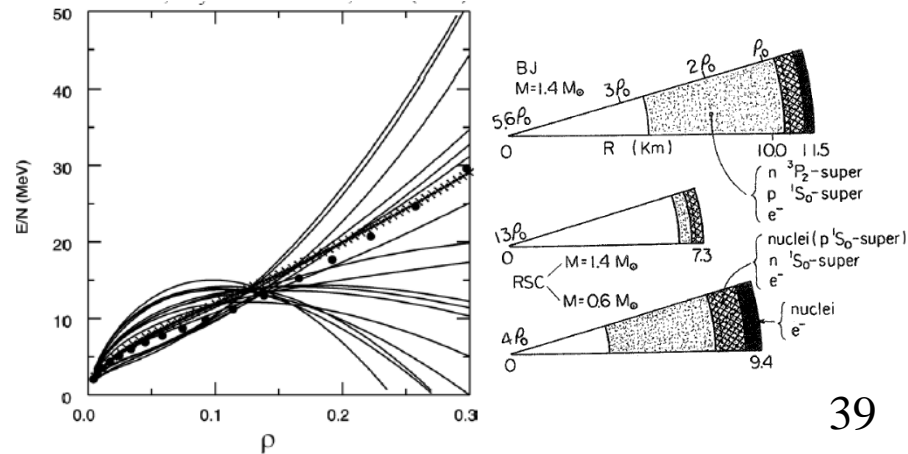 50
40
30
20
10
0
E/N (MeV)
0.0
0.1
0.2
0.3
ρ
BJ
M=1.4 M⊙
5.6ρ₀
3ρ₀
2ρ₀
ρ₀
0
R (Km)
10.0
11.5
n ³P₂-super
p ¹S₀-super
e⁻
13ρ₀
0
7.3
RSC
M=1.4 M⊙
M=0.6 M⊙
nuclei (p ¹S₀-super)
n ¹S₀-super
e⁻
nuclei
e⁻
4ρ₀
0
9.4
39